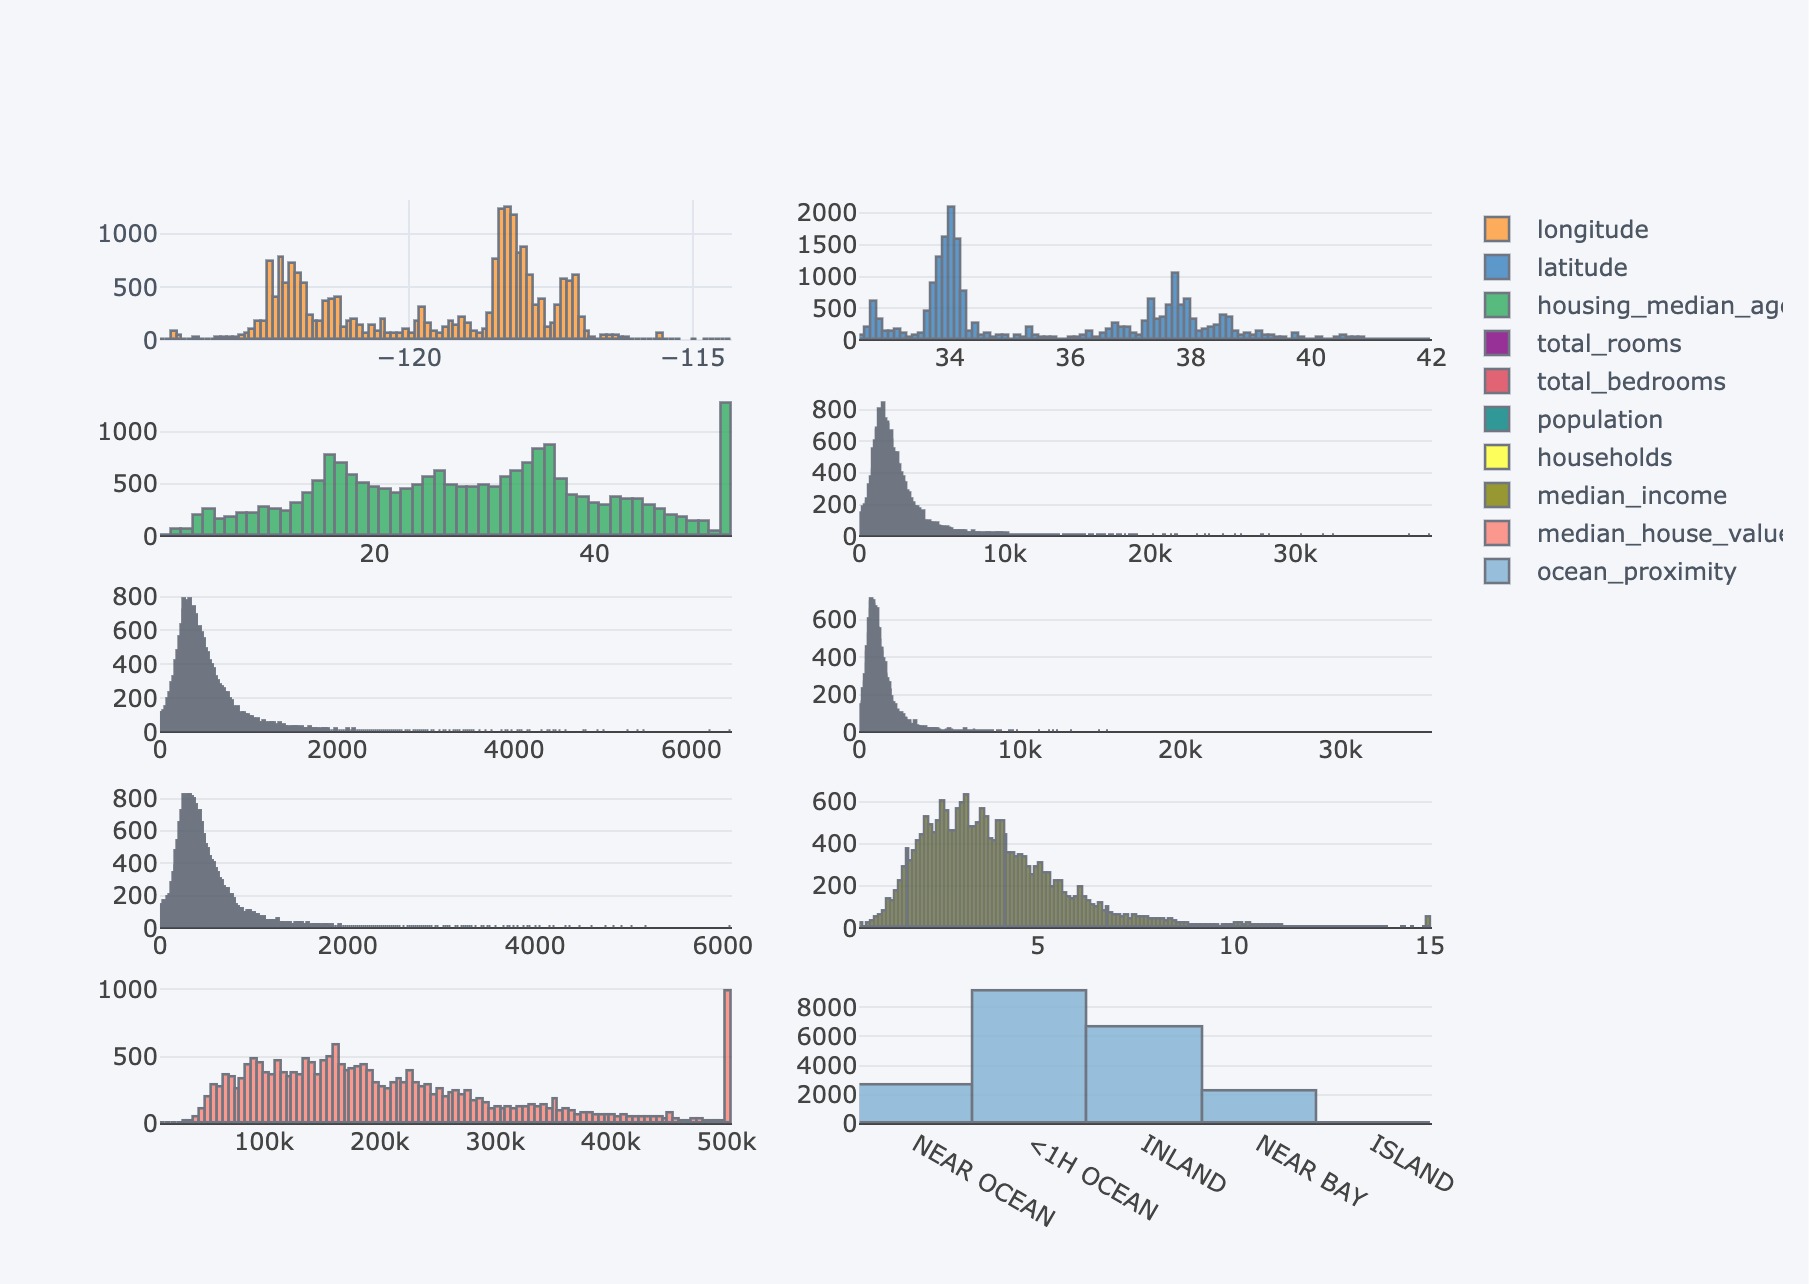 1000
500
0
−120
−115
2000
1500
1000
500
0
34
36
38
40
42
longitude
latitude
housing_median_age
total_rooms
total_bedrooms
population
households
median_income
median_house_value
ocean_proximity
1000
500
0
20
40
800
600
400
200
0
0
10k
20k
30k
800
600
400
200
0
0
2000
4000
6000
600
400
200
0
0
10k
20k
30k
800
600
400
200
0
0
2000
4000
6000
600
400
200
0
5
10
15
1000
500
0
100k
200k
300k
400k
500k
8000
6000
4000
2000
0
NEAR OCEAN
<1H OCEAN
INLAND
NEAR BAY
ISLAND